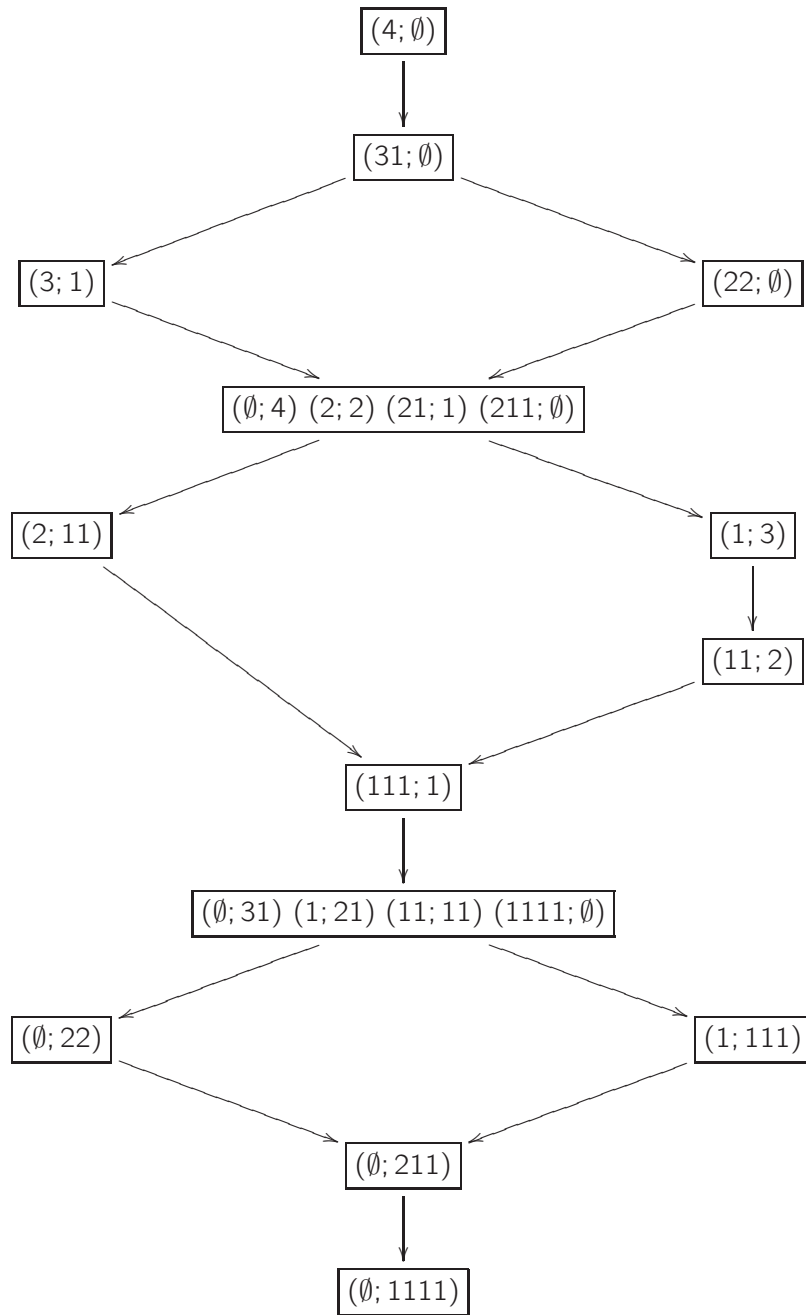 (4; ∅)
(31; ∅)
(3; 1) (22; ∅)
(∅; 4) (2; 2) (21; 1) (211; ∅)
(2; 11) (1; 3)
(11; 2)
(111; 1)
(∅; 31) (1; 21) (11; 11) (1111; ∅)
(∅; 22) (1; 111)
(∅; 211)
(∅; 1111)